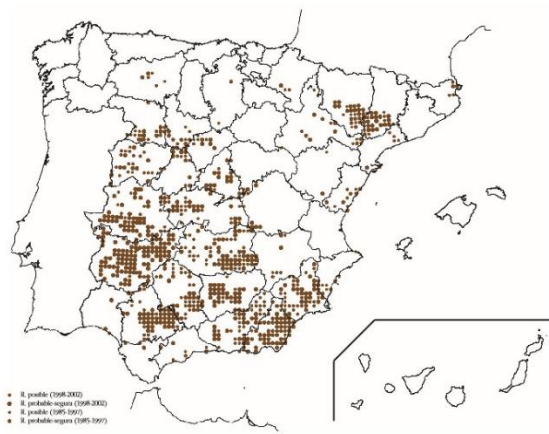 R. posible (1998-2002)
R. probable-segura (1998-2002)
R. posible (1985-1997)
R. probable-segura (1985-1997)